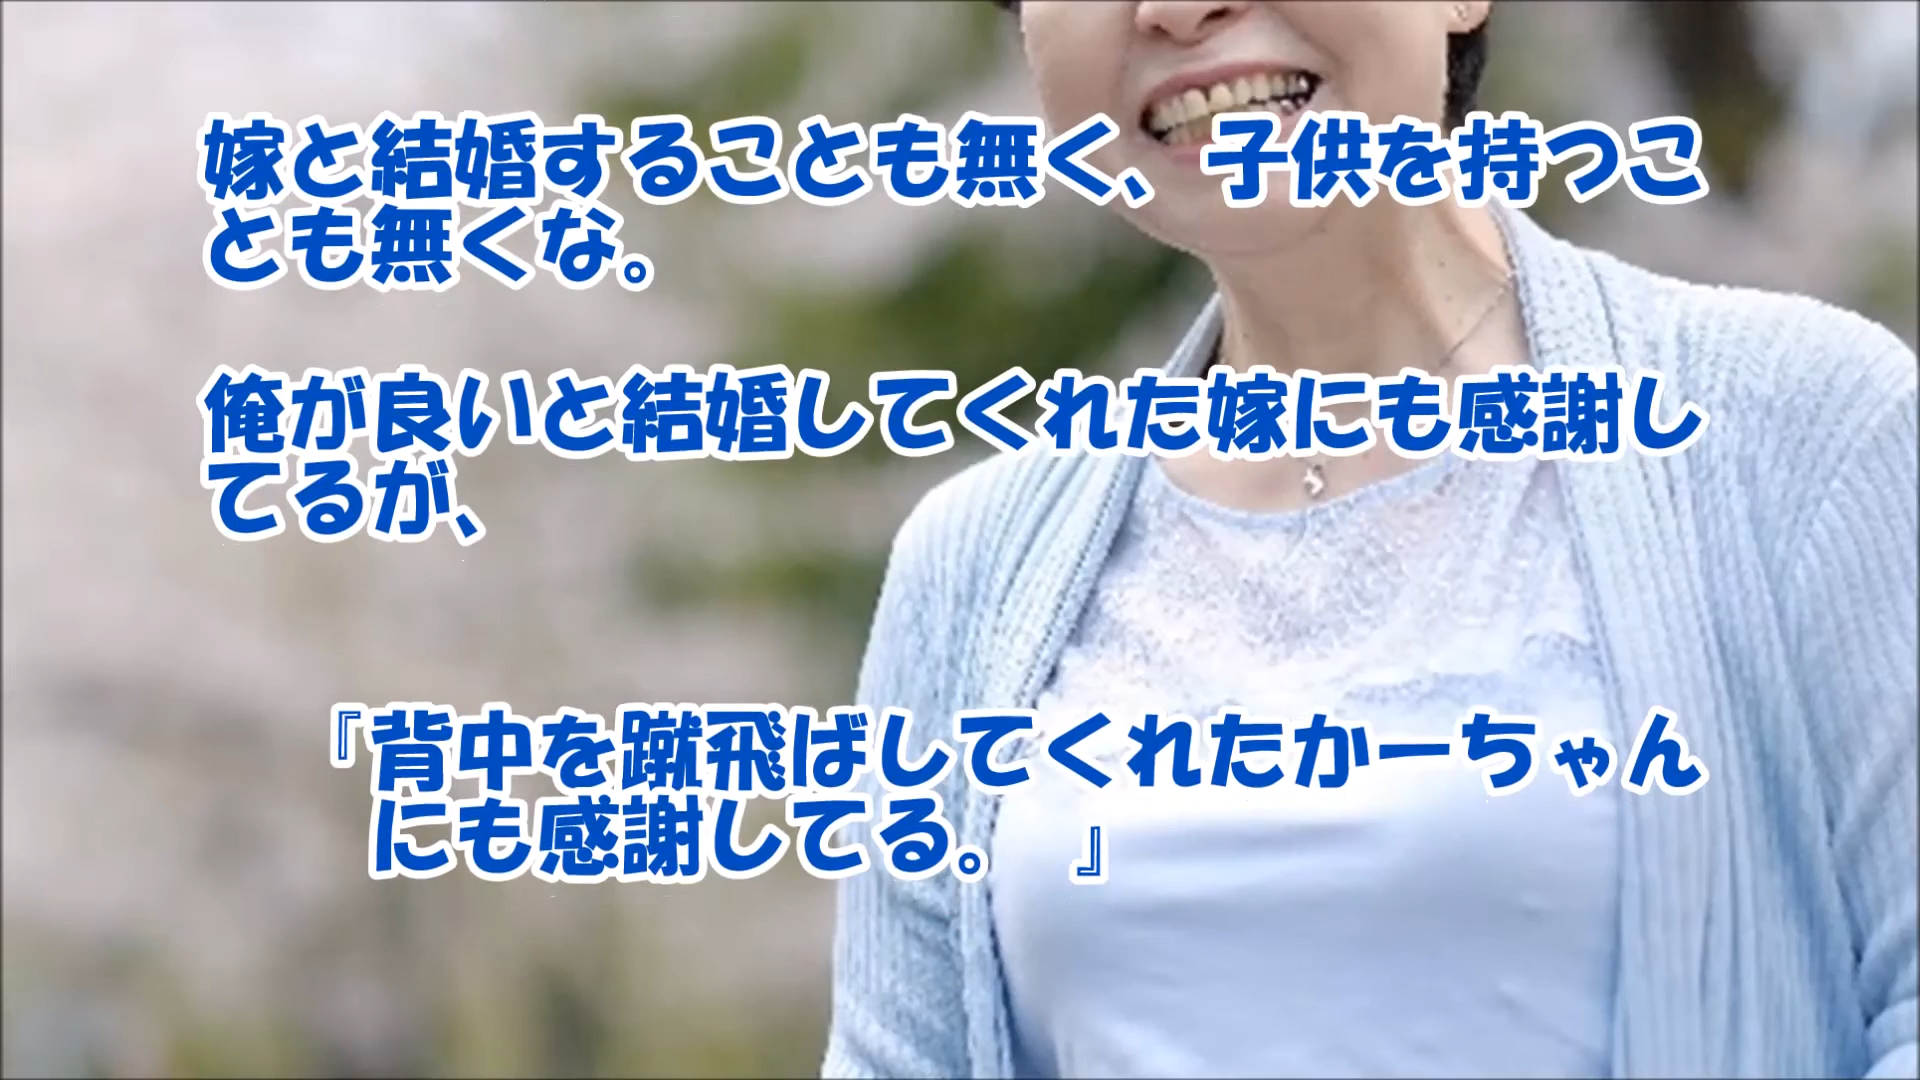 嫁と結婚することも無く、子供を持つこ
とも無くな。
俺が良いと結婚してくれた嫁にも感謝し
てるが、
『背中を蹴飛ばしてくれたかーちゃん
にも感謝してる。　』